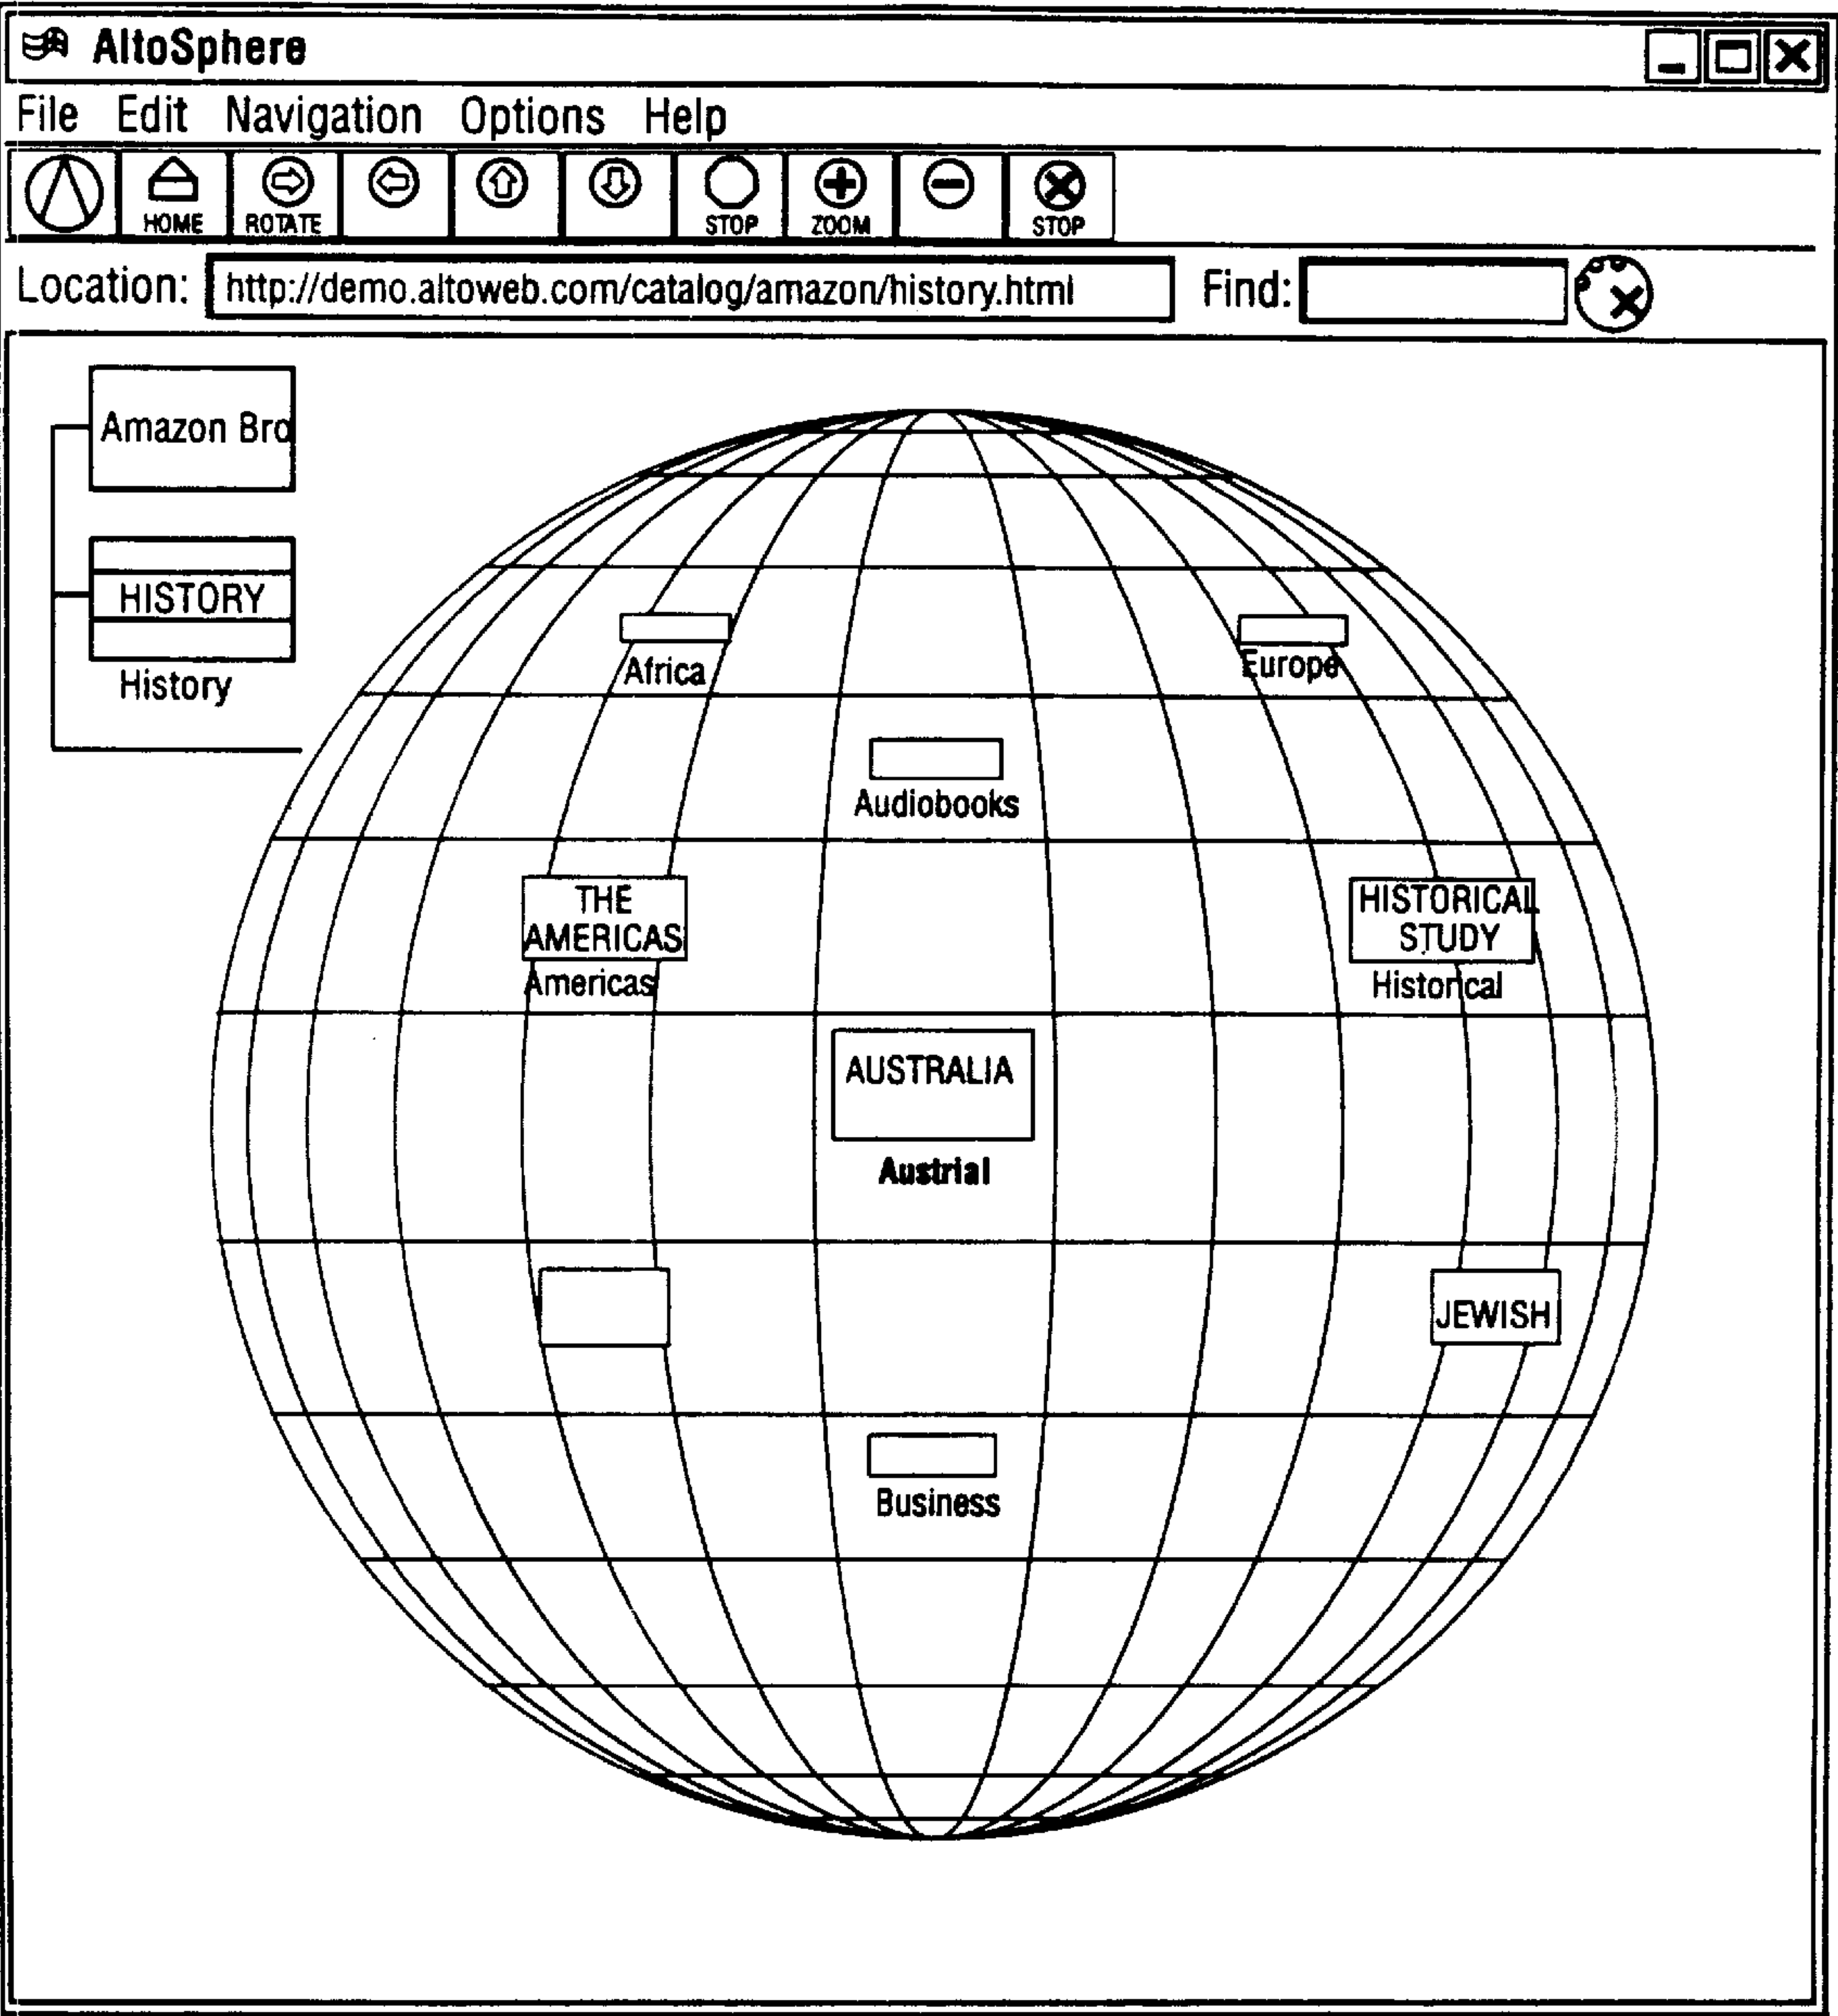 AltoSphere
File Edit Navigation Options Help
HOME ROTATE STOP ZOOM STOP
Location: http://demo.altoweb.com/catalog/amazon/history.html Find:
Amazon Bro
HISTORY
History
Africa
Europe
Audiobooks
THE
AMERICAS
Americas
HISTORICAL
STUDY
Historical
AUSTRALIA
Austrial
JEWISH
Business